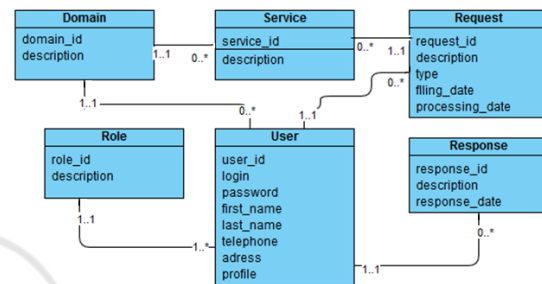 Domain
domain_id
description
1..1
0..*
Service
service_id
description
0..*
1..1
Request
request_id
description
type
flling_date
processing_date
1..1
0..*
1..1
0..*
Role
role_id
description
1..1
1..*
User
user_id
login
password
first_name
last_name
telephone
adress
profile
Response
response_id
description
response_date
0..*
1..1